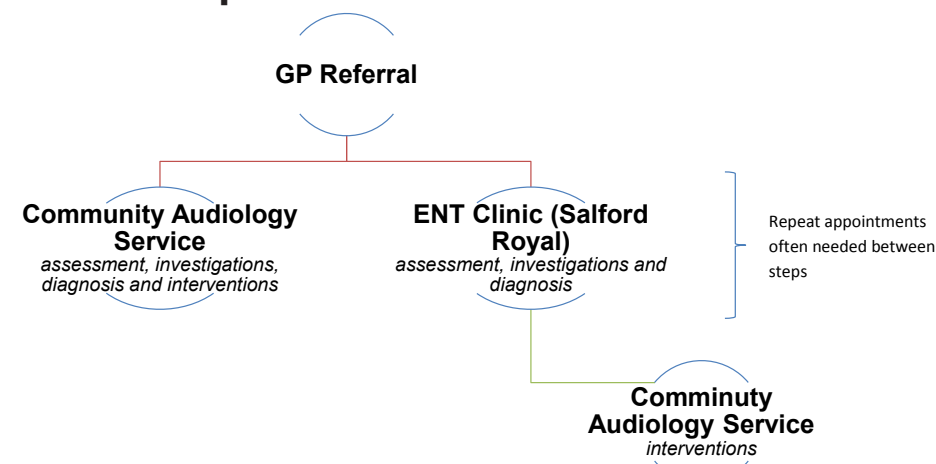 GP Referral
Community Audiology
Service
assessment, investigations,
diagnosis and interventions
ENT Clinic (Salford
Royal)
assessment, investigations and
diagnosis
Repeat appointments
often needed between
steps
Comminuty
Audiology Service
interventions